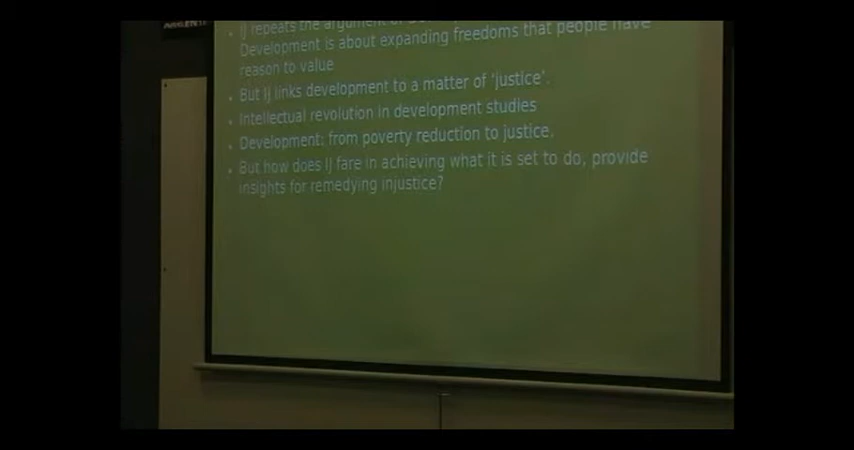 IJ repeats the argument of
Development is about expanding freedoms that people have
reason to value
But IJ links development to a matter of 'justice'.
Intellectual revolution in development studies
Development: from poverty reduction to justice.
But how does IJ fare in achieving what it is set to do, provide
insights for remedying injustice?